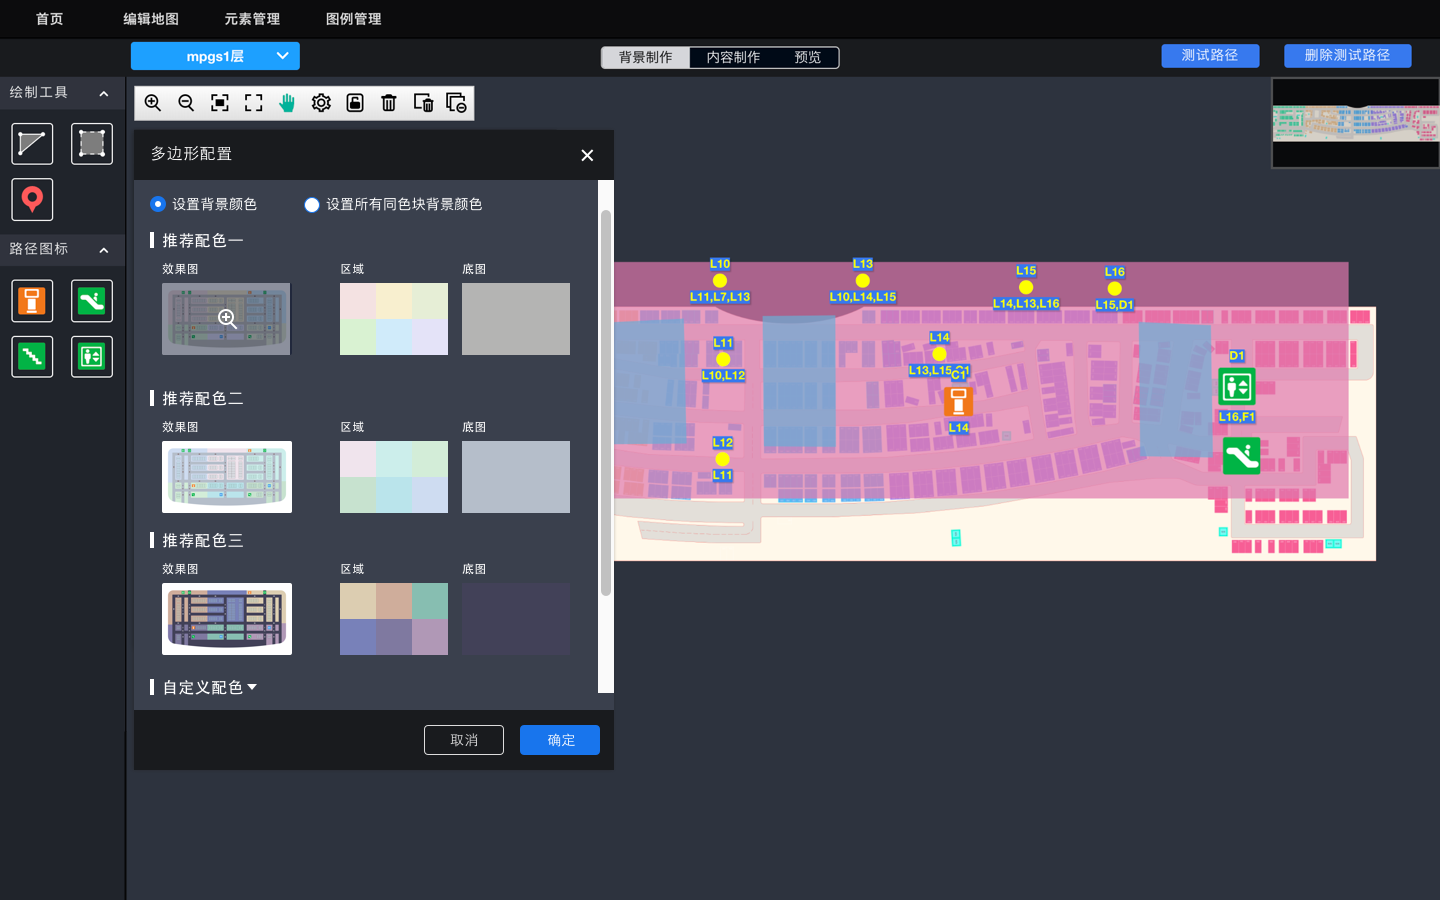 首页 编辑地图 元素管理 图例管理
mpgs1层 背景制作 内容制作 预览 测试路径 删除测试路径
绘制工具
路径图标
多边形配置
设置背景颜色 设置所有同色块背景颜色
推荐配色一
效果图 区域 底图
推荐配色二
效果图 区域 底图
推荐配色三
效果图 区域 底图
自定义配色
取消 确定
L10
L11,L7,L13
L13
L10,L14,L15
L15
L14,L13,L16
L16
L15,D1
L11
L10,L12
L14
L13,L15,C1
C1
L14
D1
L16,F1
L12
L11